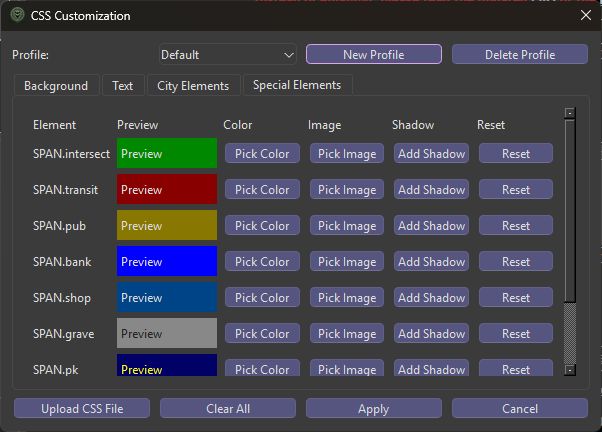 CSS Customization
Profile: Default New Profile Delete Profile
Background Text City Elements Special Elements
Element Preview Color Image Shadow Reset
SPAN.intersect Preview Pick Color Pick Image Add Shadow Reset
SPAN.transit Preview Pick Color Pick Image Add Shadow Reset
SPAN.pub Preview Pick Color Pick Image Add Shadow Reset
SPAN.bank Preview Pick Color Pick Image Add Shadow Reset
SPAN.shop Preview Pick Color Pick Image Add Shadow Reset
SPAN.grave Preview Pick Color Pick Image Add Shadow Reset
SPAN.pk Preview Pick Color Pick Image Add Shadow Reset
Upload CSS File Clear All Apply Cancel